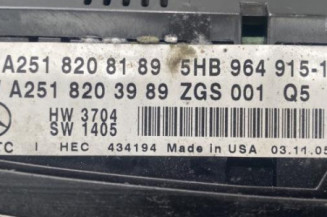 A251 820 81 89 5HB 964 915-1
A251 820 39 89 ZGS 001 Q5
HW 3704
SW 1405
TC I HEC 434194 Made in USA 03.11.05